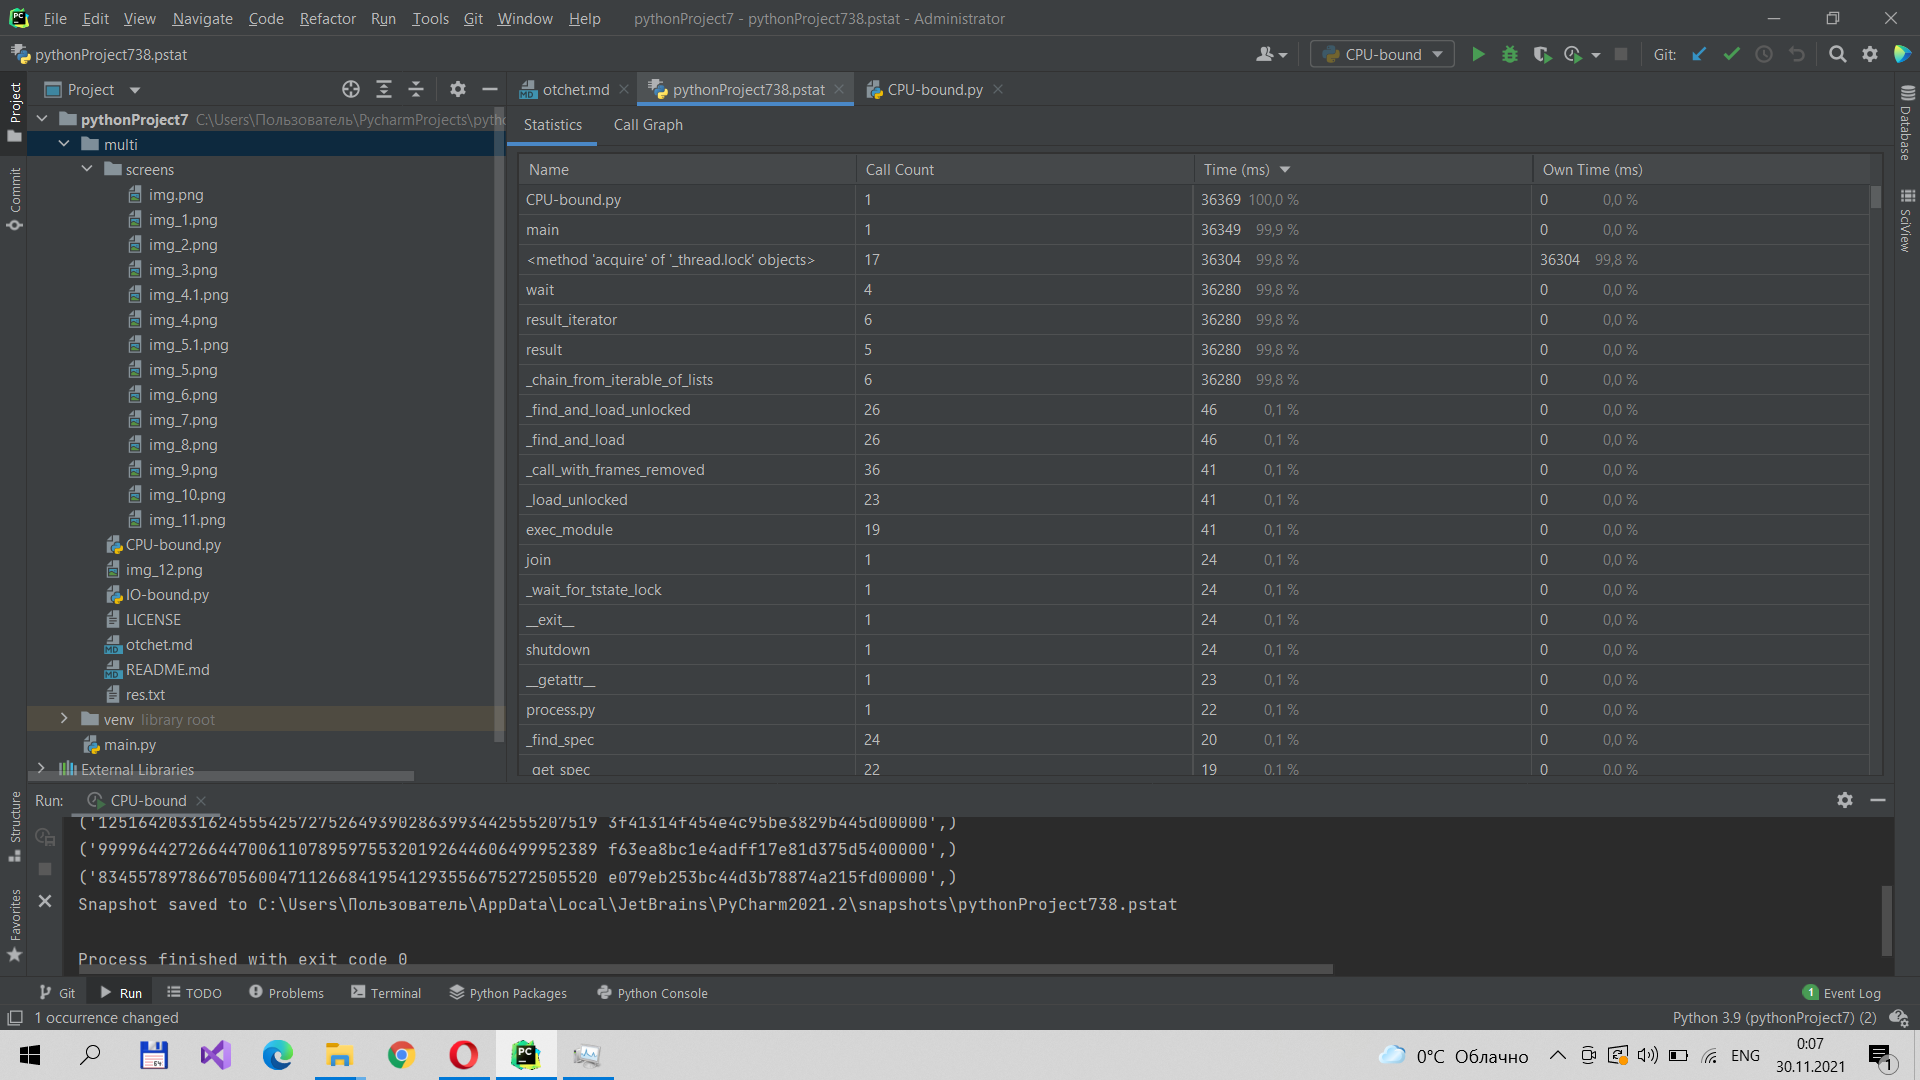 File Edit View Navigate Code Refactor Run Tools Git Window Help pythonProject7 - pythonProject738.pstat - Administrator
pythonProject738.pstat CPU-bound Git:
Project otchet.md pythonProject738.pstat CPU-bound.py
Project
Commit
Structure
Favorites
Database
SciView
pythonProject7 C:\Users\Пользователь\PycharmProjects\pytho
multi
screens
img.png
img_1.png
img_2.png
img_3.png
img_4.1.png
img_4.png
img_5.1.png
img_5.png
img_6.png
img_7.png
img_8.png
img_9.png
img_10.png
img_11.png
CPU-bound.py
img_12.png
IO-bound.py
LICENSE
otchet.md
README.md
res.txt
venv library root
main.py
External Libraries
Statistics Call Graph
Name Call Count Time (ms) Own Time (ms)
CPU-bound.py 1 36369 100,0 % 0 0,0 %
main 1 36349 99,9 % 0 0,0 %
<method 'acquire' of '_thread.lock' objects> 17 36304 99,8 % 36304 99,8 %
wait 4 36280 99,8 % 0 0,0 %
result_iterator 6 36280 99,8 % 0 0,0 %
result 5 36280 99,8 % 0 0,0 %
_chain_from_iterable_of_lists 6 36280 99,8 % 0 0,0 %
_find_and_load_unlocked 26 46 0,1 % 0 0,0 %
_find_and_load 26 46 0,1 % 0 0,0 %
_call_with_frames_removed 36 41 0,1 % 0 0,0 %
_load_unlocked 23 41 0,1 % 0 0,0 %
exec_module 19 41 0,1 % 0 0,0 %
join 1 24 0,1 % 0 0,0 %
_wait_for_tstate_lock 1 24 0,1 % 0 0,0 %
__exit__ 1 24 0,1 % 0 0,0 %
shutdown 1 24 0,1 % 0 0,0 %
__getattr__ 1 23 0,1 % 0 0,0 %
process.py 1 22 0,1 % 0 0,0 %
_find_spec 24 20 0,1 % 0 0,0 %
_get_spec 22 19 0,1 % 0 0,0 %
Run: CPU-bound
('12516420331624555425727526493902863993442555207519 3f41314f454e4c95be3829b445d00000',)
('99996442726644700611078959755320192644606499952389 f63ea8bc1e4adff17e81d375d5400000',)
('83455789786670560047112668419541293556675272505520 e079eb253bc44d3b78874a215fd00000',)
Snapshot saved to C:\Users\Пользователь\AppData\Local\JetBrains\PyCharm2021.2\snapshots\pythonProject738.pstat
Process finished with exit code 0
Git Run TODO Problems Terminal Python Packages Python Console 1 Event Log
1 occurrence changed Python 3.9 (pythonProject7) (2)
0°C Облачно ENG 0:07
30.11.2021 1